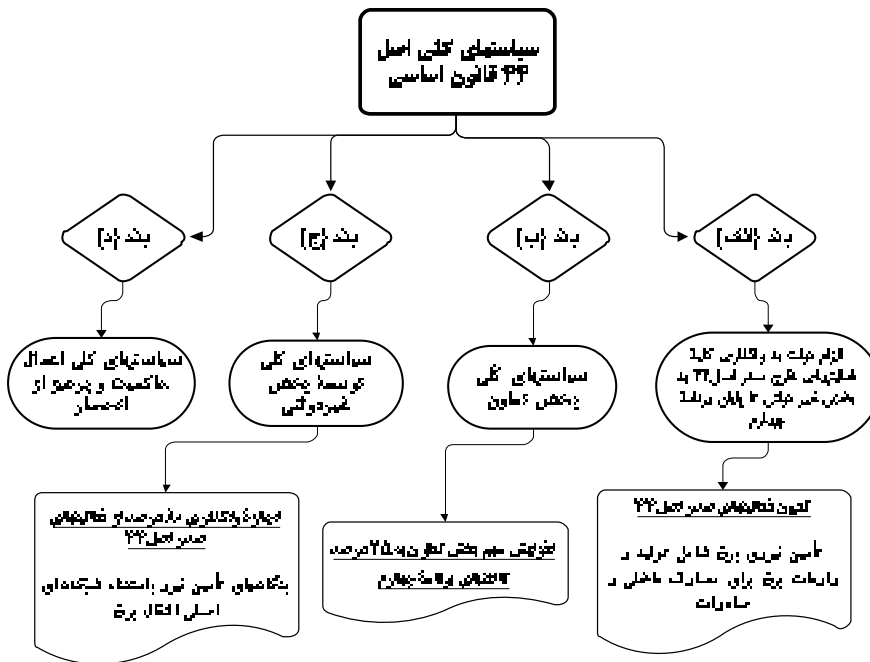 سیاستهای کلی اصل
۴۴ قانون اساسی
بند (الف)
بند (ب)
بند (ج)
بند (د)
الزام دولت به واگذاری کلیهٔ
فعالیتهای خارج صدر اصل ۴۴ به
بخش غیر دولتی تا پایان برنامهٔ
چهارم
سیاستهای کلی
بخش تعاون
سیاستهای کلی
توسعهٔ بخش
غیردولتی
سیاستهای کلی اعمال
حاکمیت و پرهیز از
انحصار
فعالیتهای صدر اصل ۴۴
تأمین نیروی برق شامل تولید و
واردات برق برای مصارف داخلی و
صادرات
افزایش سهم بخش تعاون به ۲۵ درصد
تا انتهای برنامهٔ چهارم
اجازهٔ واگذاری ۸۰ درصد از فعالیتهای
صدر اصل ۴۴
بنگاههای تأمین نیرو باستثناء شبکه‌های
اصلی انتقال برق